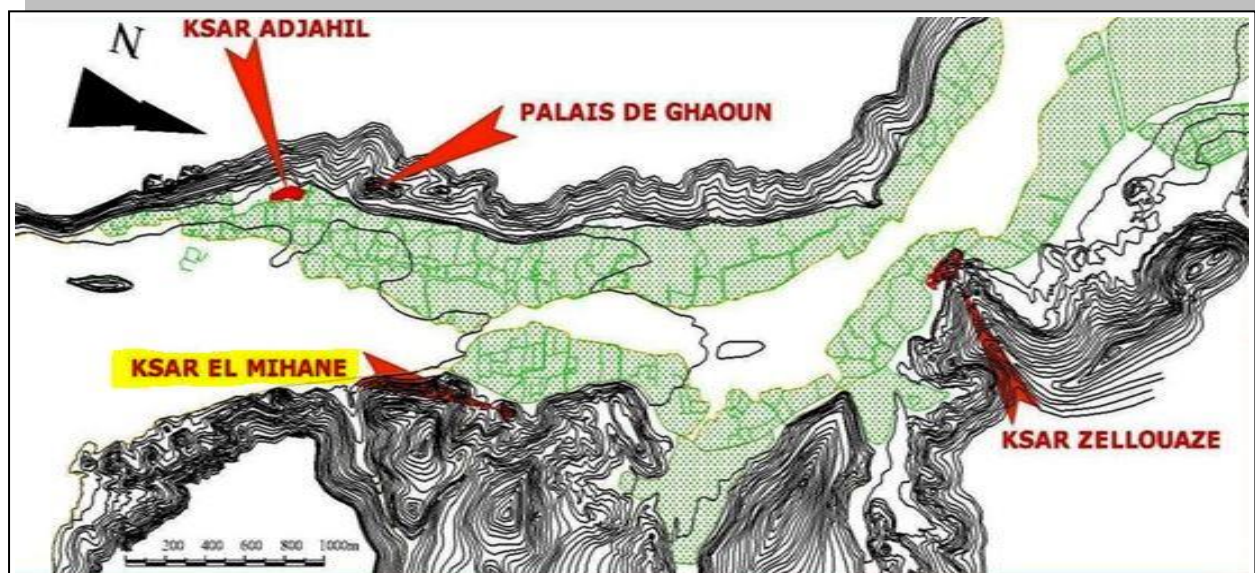 KSAR ADJAHIL
N
PALAIS DE GHAOUN
KSAR EL MIHANE
KSAR ZELLOUAZE
200 400 600 800 1000m